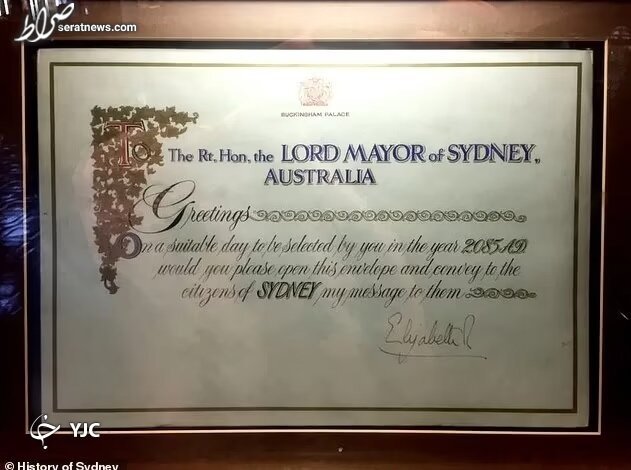 صراط
seratnews.com
BUCKINGHAM PALACE
To The Rt. Hon. the LORD MAYOR of SYDNEY,
AUSTRALIA
Greetings
On a suitable day to be selected by you in the year 2085 A.D.
would you please open this envelope and convey to the
citizens of SYDNEY my message to them
Elizabeth R
YJC
© History of Sydney